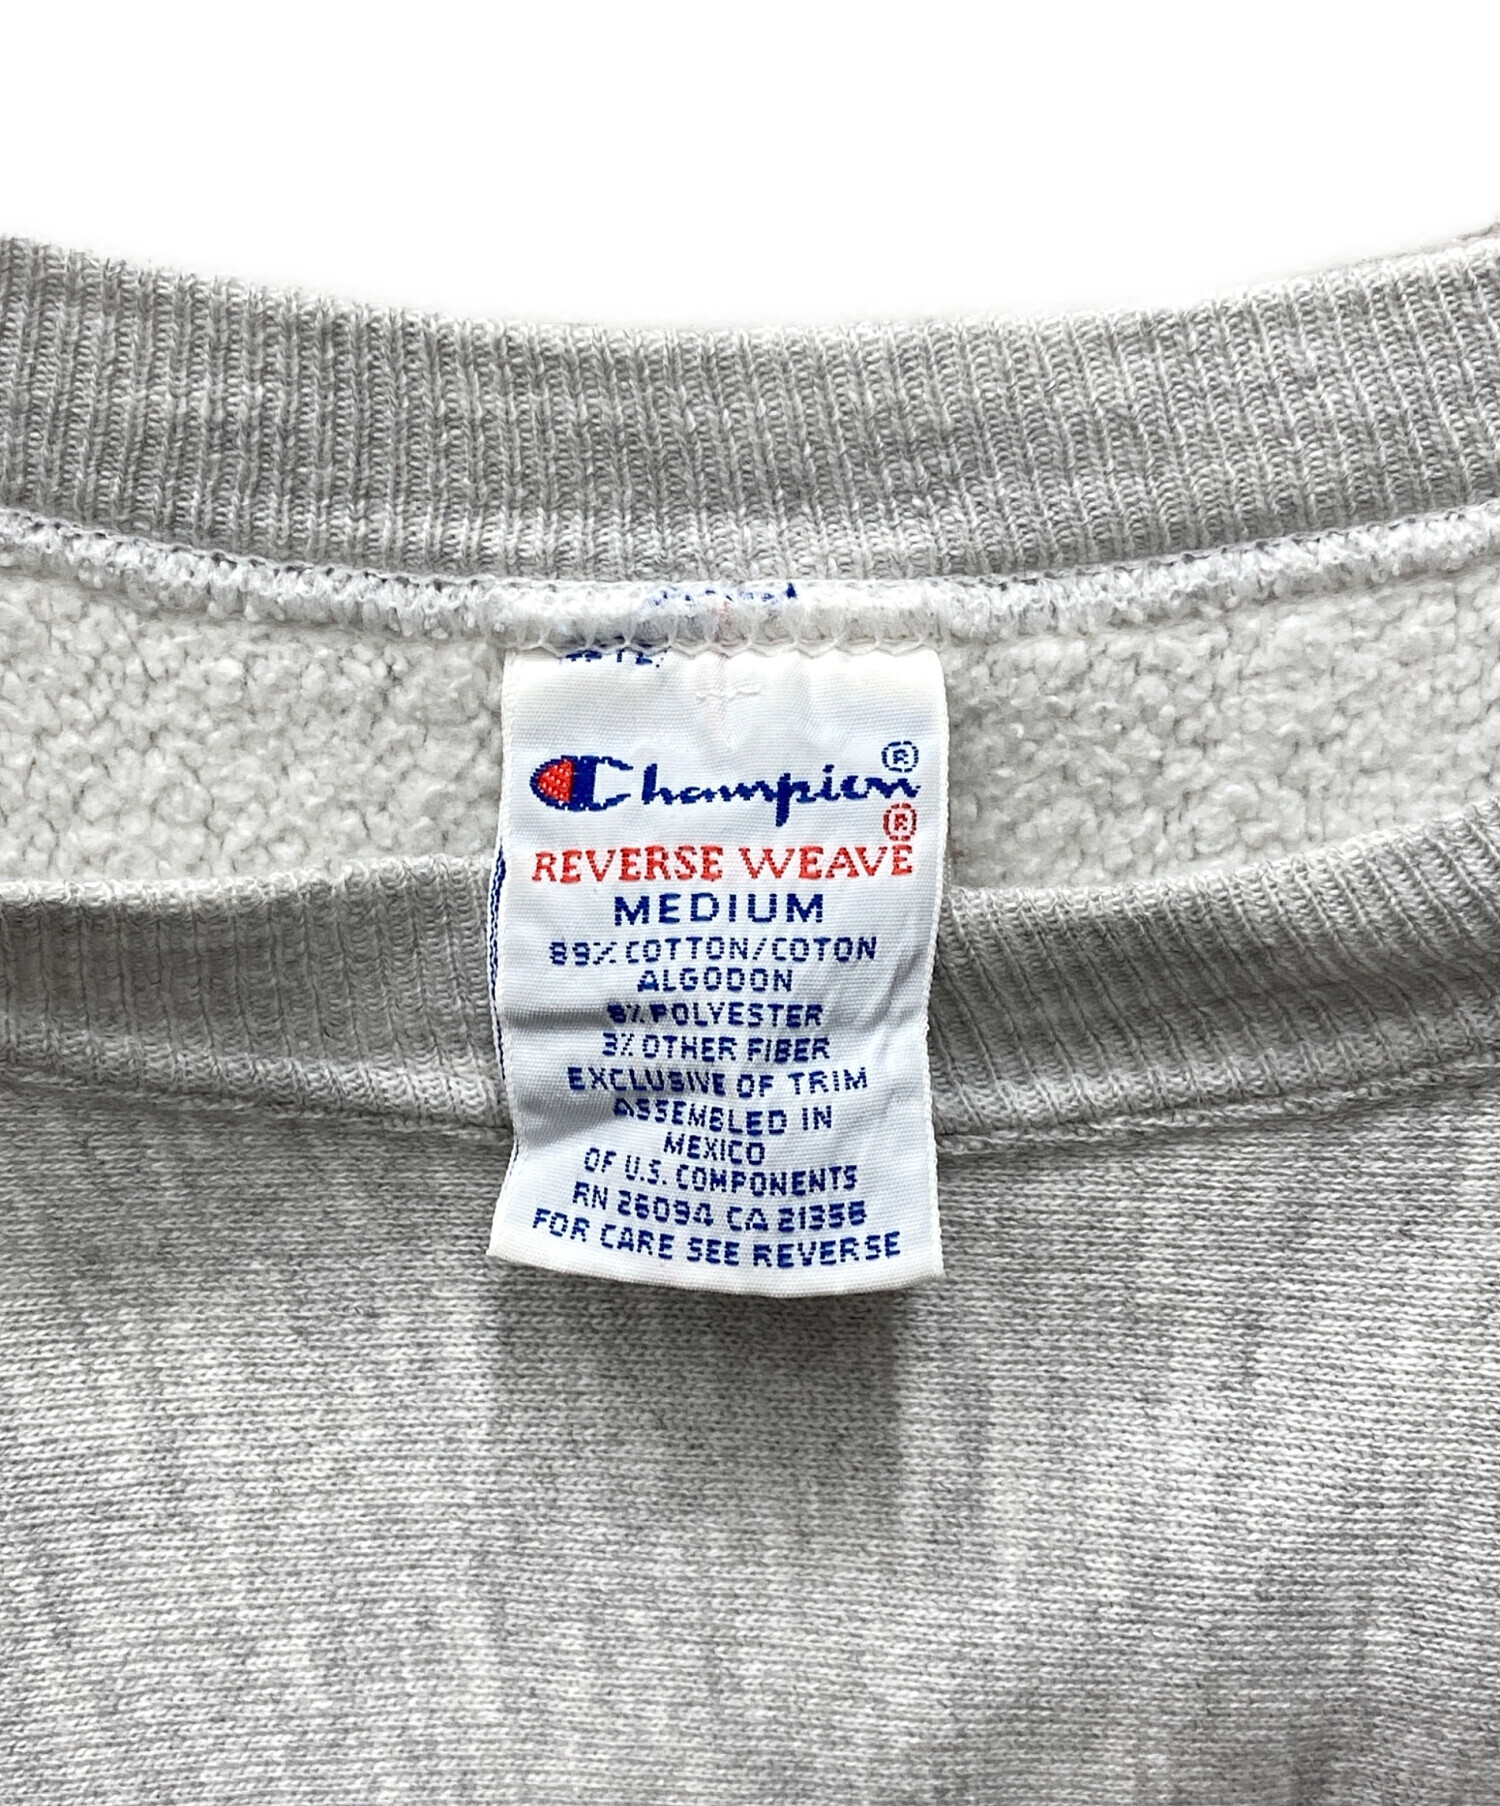 Champion®
REVERSE WEAVE®
MEDIUM
89% COTTON/COTON
ALGODON
8% POLYESTER
3% OTHER FIBER
EXCLUSIVE OF TRIM
ASSEMBLED IN
MEXICO
OF U.S. COMPONENTS
RN 26094 CA 21358
FOR CARE SEE REVERSE